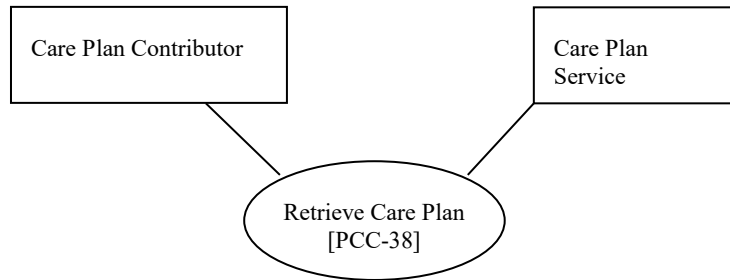 Care Plan Contributor
Care Plan
Service
Retrieve Care Plan
[PCC-38]